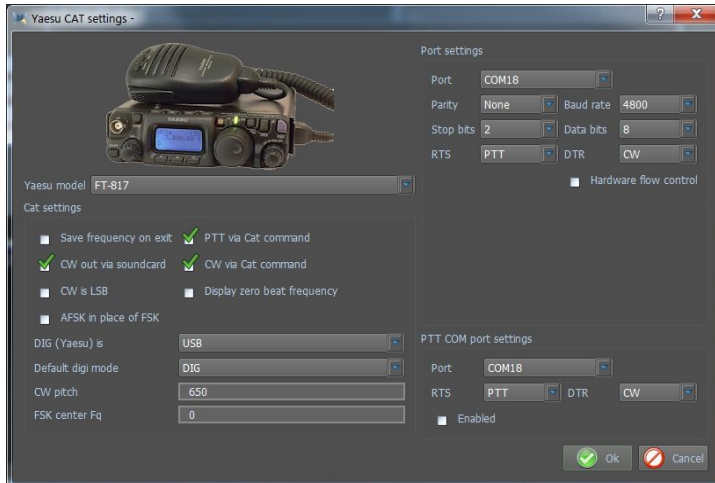 Yaesu CAT settings -
Yaesu model FT-817
Cat settings
Save frequency on exit PTT via Cat command
CW out via soundcard CW via Cat command
CW is LSB Display zero beat frequency
AFSK in place of FSK
DIG (Yaesu) is USB
Default digi mode DIG
CW pitch 650
FSK center Fq 0
Port settings
Port COM18
Parity None Baud rate 4800
Stop bits 2 Data bits 8
RTS PTT DTR CW
Hardware flow control
PTT COM port settings
Port COM18
RTS PTT DTR CW
Enabled
Ok Cancel